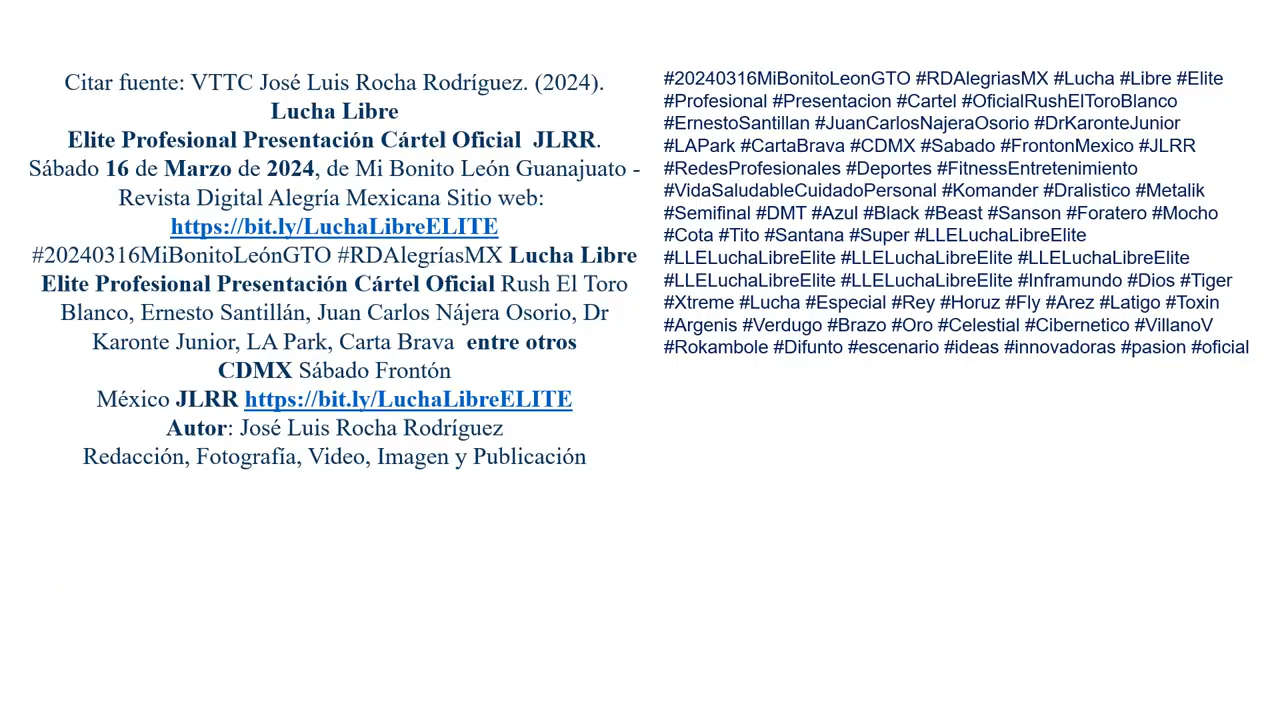 Citar fuente: VTTC José Luis Rocha Rodríguez. (2024).
Lucha Libre
Elite Profesional Presentación Cártel Oficial JLRR.
Sábado 16 de Marzo de 2024, de Mi Bonito León Guanajuato -
Revista Digital Alegría Mexicana Sitio web:
https://bit.ly/LuchaLibreELITE
#20240316MiBonitoLeónGTO #RDAlegríasMX Lucha Libre
Elite Profesional Presentación Cártel Oficial Rush El Toro
Blanco, Ernesto Santillán, Juan Carlos Nájera Osorio, Dr
Karonte Junior, LA Park, Carta Brava entre otros
CDMX Sábado Frontón
México JLRR https://bit.ly/LuchaLibreELITE
Autor: José Luis Rocha Rodríguez
Redacción, Fotografía, Video, Imagen y Publicación
#20240316MiBonitoLeonGTO #RDAlegriasMX #Lucha #Libre #Elite
#Profesional #Presentacion #Cartel #OficialRushElToroBlanco
#ErnestoSantillan #JuanCarlosNajeraOsorio #DrKaronteJunior
#LAPark #CartaBrava #CDMX #Sabado #FrontonMexico #JLRR
#RedesProfesionales #Deportes #FitnessEntretenimiento
#VidaSaludableCuidadoPersonal #Komander #Dralistico #Metalik
#Semifinal #DMT #Azul #Black #Beast #Sanson #Foratero #Mocho
#Cota #Tito #Santana #Super #LLELuchaLibreElite
#LLELuchaLibreElite #LLELuchaLibreElite #LLELuchaLibreElite
#LLELuchaLibreElite #LLELuchaLibreElite #Inframundo #Dios #Tiger
#Xtreme #Lucha #Especial #Rey #Horuz #Fly #Arez #Latigo #Toxin
#Argenis #Verdugo #Brazo #Oro #Celestial #Cibernetico #VillanoV
#Rokambole #Difunto #escenario #ideas #innovadoras #pasion #oficial